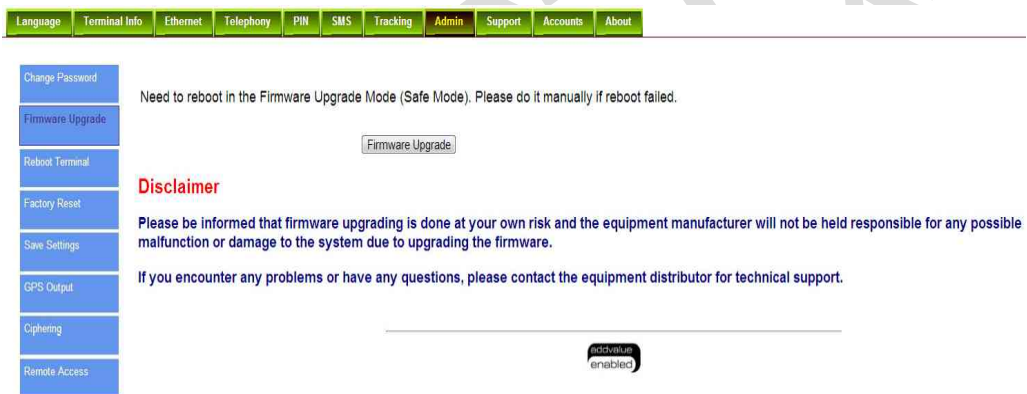 Language Terminal Info Ethernet Telephony PIN SMS Tracking Admin Support Accounts About
Change Password
Firmware Upgrade
Reboot Terminal
Factory Reset
Save Settings
GPS Output
Ciphering
Remote Access
Need to reboot in the Firmware Upgrade Mode (Safe Mode). Please do it manually if reboot failed.
Firmware Upgrade
Disclaimer
Please be informed that firmware upgrading is done at your own risk and the equipment manufacturer will not be held responsible for any possible
malfunction or damage to the system due to upgrading the firmware.
If you encounter any problems or have any questions, please contact the equipment distributor for technical support.
addvalue
enabled